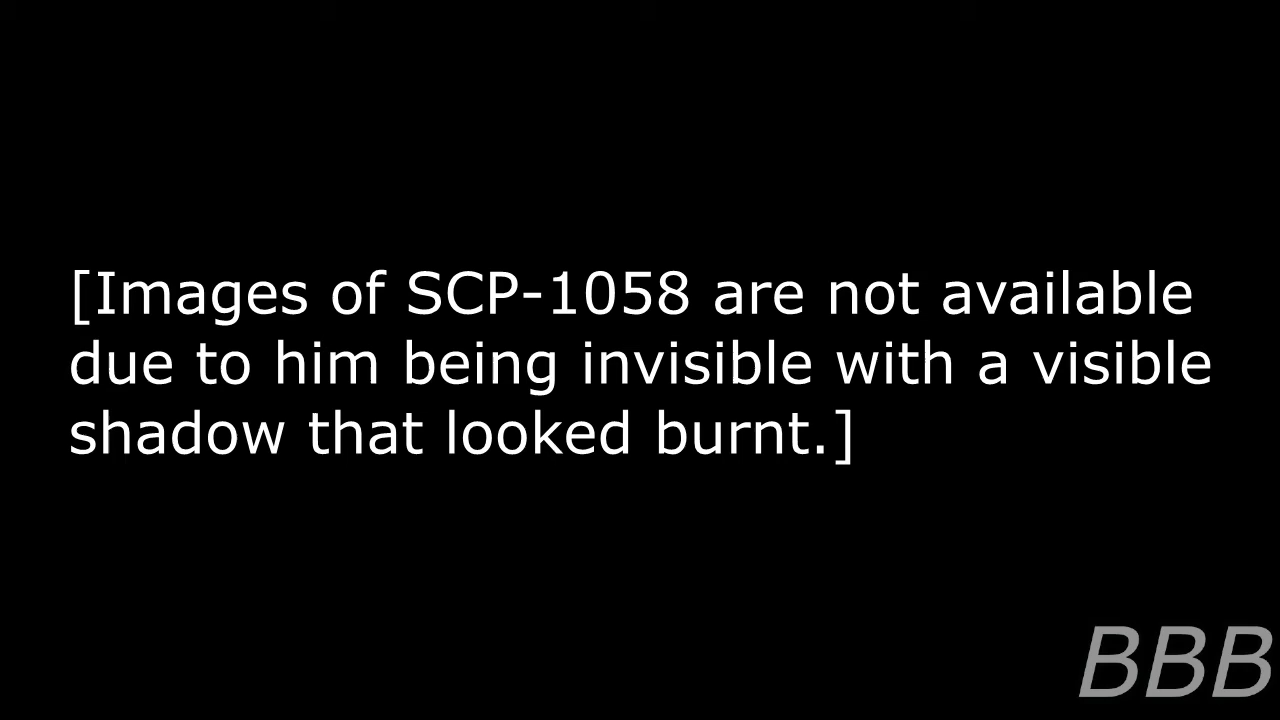 [Images of SCP-1058 are not available
due to him being invisible with a visible
shadow that looked burnt.]
BBB